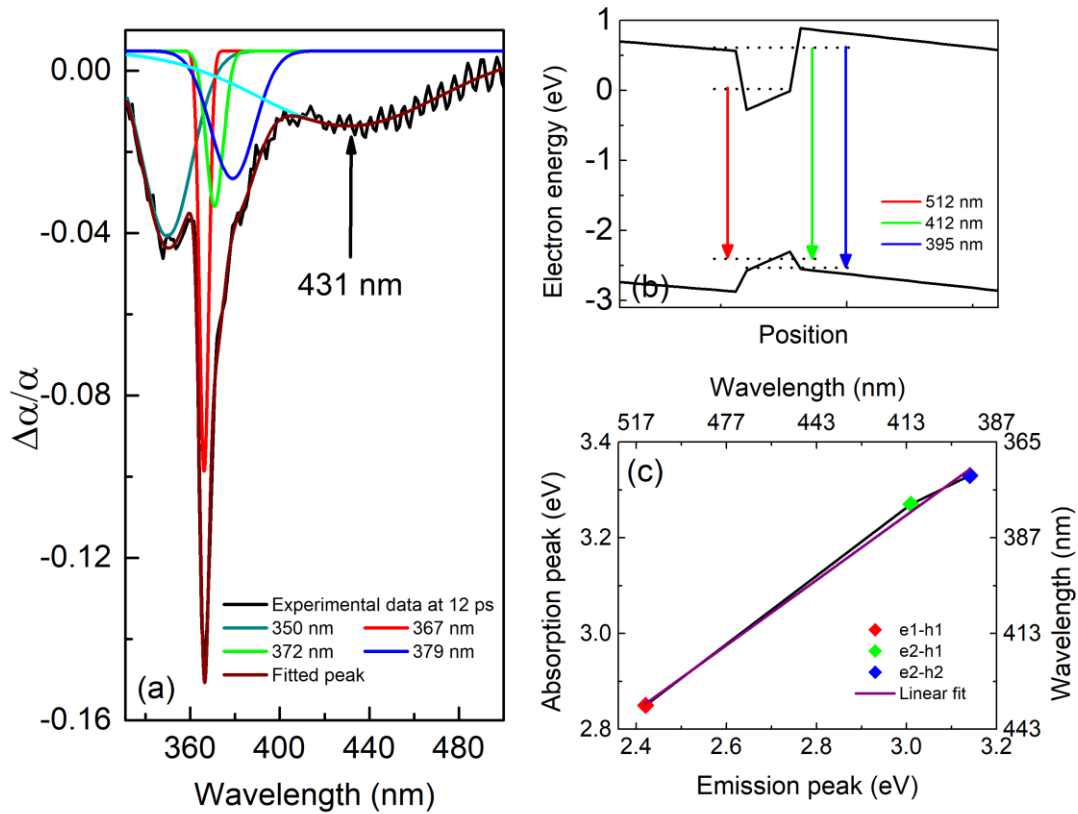 0.00
-0.04
-0.08
-0.12
-0.16
Δα/α
431 nm
Experimental data at 12 ps
350 nm 367 nm
372 nm 379 nm
Fitted peak
(a)
360 400 440 480
Wavelength (nm)
1
0
-1
-2
-3
Electron energy (eV)
512 nm
412 nm
395 nm
(b)
Position
Wavelength (nm)
517 477 443 413 387
3.4
3.2
3.0
2.8
Absorption peak (eV)
(c)
e1-h1
e2-h1
e2-h2
Linear fit
365
387
413
443
Wavelength (nm)
2.4 2.6 2.8 3.0 3.2
Emission peak (eV)